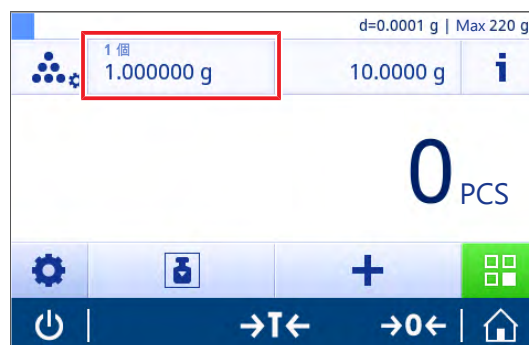 d=0.0001 g | Max 220 g
1 個
1.000000 g
10.0000 g
i
0 PCS
→T← →0←